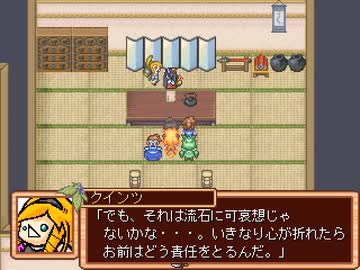 クインツ
「でも、それは流石に可哀想じゃ
ないかな・・・。いきなり心が折れたら
お前はどう責任をとるんだ。」